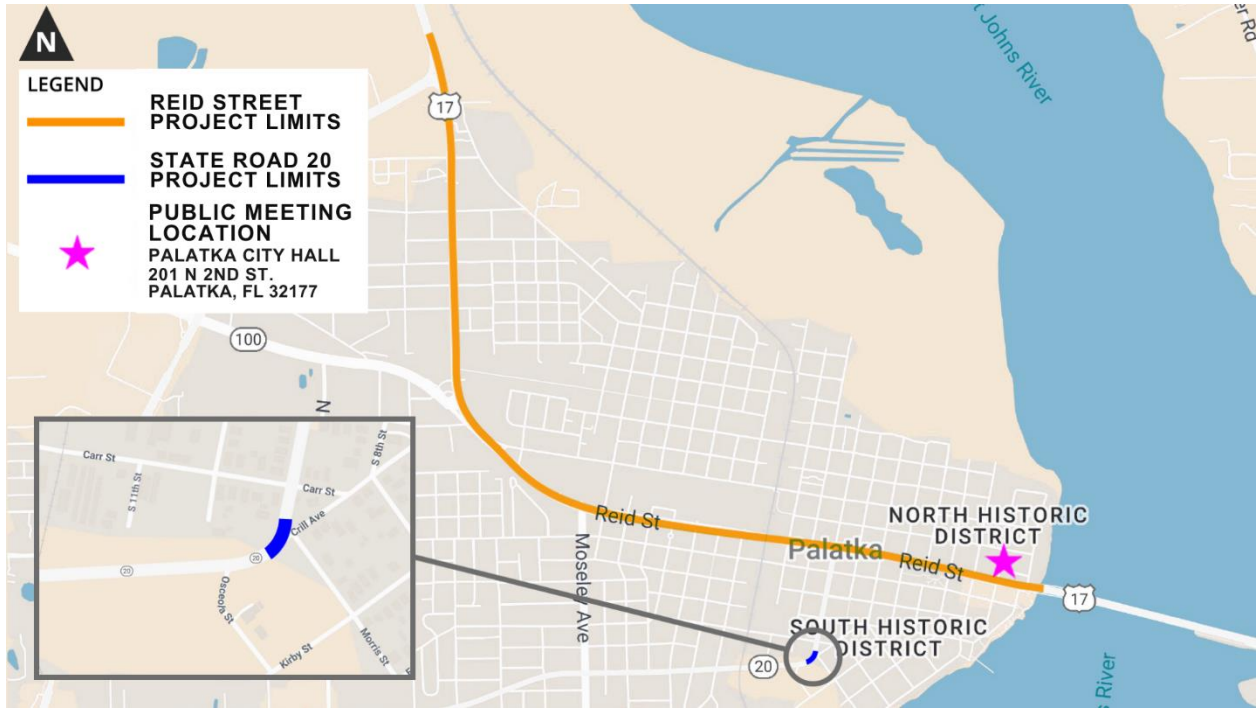 N
LEGEND
REID STREET
PROJECT LIMITS
STATE ROAD 20
PROJECT LIMITS
PUBLIC MEETING
LOCATION
PALATKA CITY HALL
201 N 2ND ST.
PALATKA, FL 32177
17
St Johns River
100
N
Reid St
Moseley Ave
Palatka
Reid St
NORTH HISTORIC
DISTRICT
17
SOUTH HISTORIC
DISTRICT
20
Carr St
S 11th St
Carr St
S 8th St
Crill Ave
20
20
Osceola St
Kirby St
Morris St
River